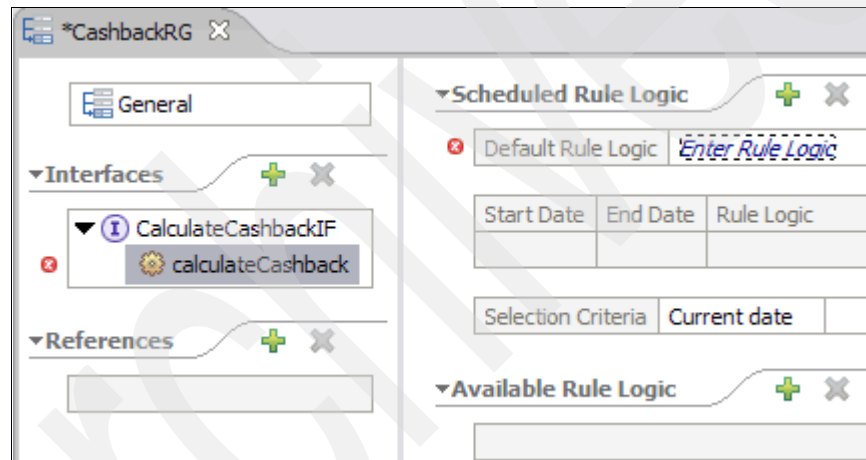 *CashbackRG
General
Interfaces
CalculateCashbackIF
calculateCashback
References
Scheduled Rule Logic
Default Rule Logic Enter Rule Logic
Start Date End Date Rule Logic
Selection Criteria Current date
Available Rule Logic